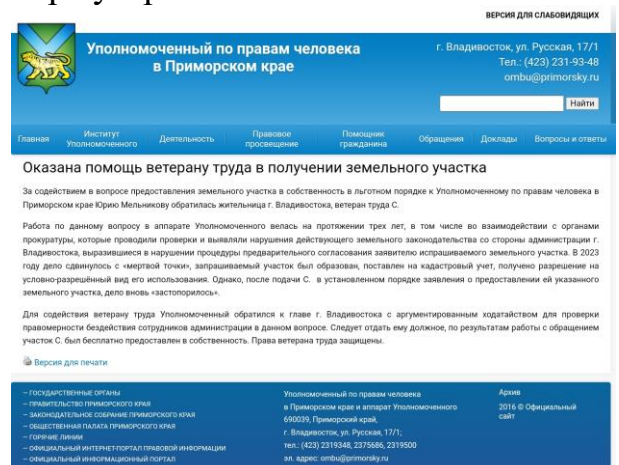 ВЕРСИЯ ДЛЯ СЛАБОВИДЯЩИХ
Уполномоченный по правам человека
в Приморском крае
г. Владивосток, ул. Русская, 17/1
Тел.: (423) 231-93-48
ombu@primorsky.ru
Найти
Главная
Институт Уполномоченного
Деятельность
Правовое просвещение
Помощник гражданина
Обращения
Доклады
Вопросы и ответы
Оказана помощь ветерану труда в получении земельного участка
За содействием в вопросе предоставления земельного участка в собственность в льготном порядке к Уполномоченному по правам человека в
Приморском крае Юрию Мельникову обратилась жительница г. Владивостока, ветеран труда С.
Работа по данному вопросу в аппарате Уполномоченного велась на протяжении трех лет, в том числе во взаимодействии с органами
прокуратуры, которые проводили проверки и выявляли нарушения действующего земельного законодательства со стороны администрации г.
Владивостока, выразившиеся в нарушении процедуры предварительного согласования заявителю испрашиваемого земельного участка. В 2023
году дело сдвинулось с «мертвой точки», запрашиваемый участок был образован, поставлен на кадастровый учет, получено разрешение на
условно-разрешённый вид его использования. Однако, после подачи С. в установленном порядке заявления о предоставлении ей указанного
земельного участка, дело вновь «застопорилось».
Для содействия ветерану труда Уполномоченный обратился к главе г. Владивостока с аргументированным ходатайством для проверки
правомерности бездействия сотрудников администрации в данном вопросе. Следует отдать ему должное, по результатам работы с обращением
участок С. был бесплатно предоставлен в собственность. Права ветерана труда защищены.
Версия для печати
– ГОСУДАРСТВЕННЫЕ ОРГАНЫ
– ПРАВИТЕЛЬСТВО ПРИМОРСКОГО КРАЯ
– ЗАКОНОДАТЕЛЬНОЕ СОБРАНИЕ ПРИМОРСКОГО КРАЯ
– ОБЩЕСТВЕННАЯ ПАЛАТА ПРИМОРСКОГО КРАЯ
– ГОРЯЧИЕ ЛИНИИ
– ОФИЦИАЛЬНЫЙ ИНТЕРНЕТ-ПОРТАЛ ПРАВОВОЙ ИНФОРМАЦИИ
– ОФИЦИАЛЬНЫЙ ИНФОРМАЦИОННЫЙ ПОРТАЛ
Уполномоченный по правам человека
в Приморском крае и аппарат Уполномоченного
690039, Приморский край,
г. Владивосток, ул. Русская, 17/1;
тел.: (423) 2319348, 2375686, 2319500
эл. адрес: ombu@primorsky.ru
Архив
2016 © Официальный
сайт